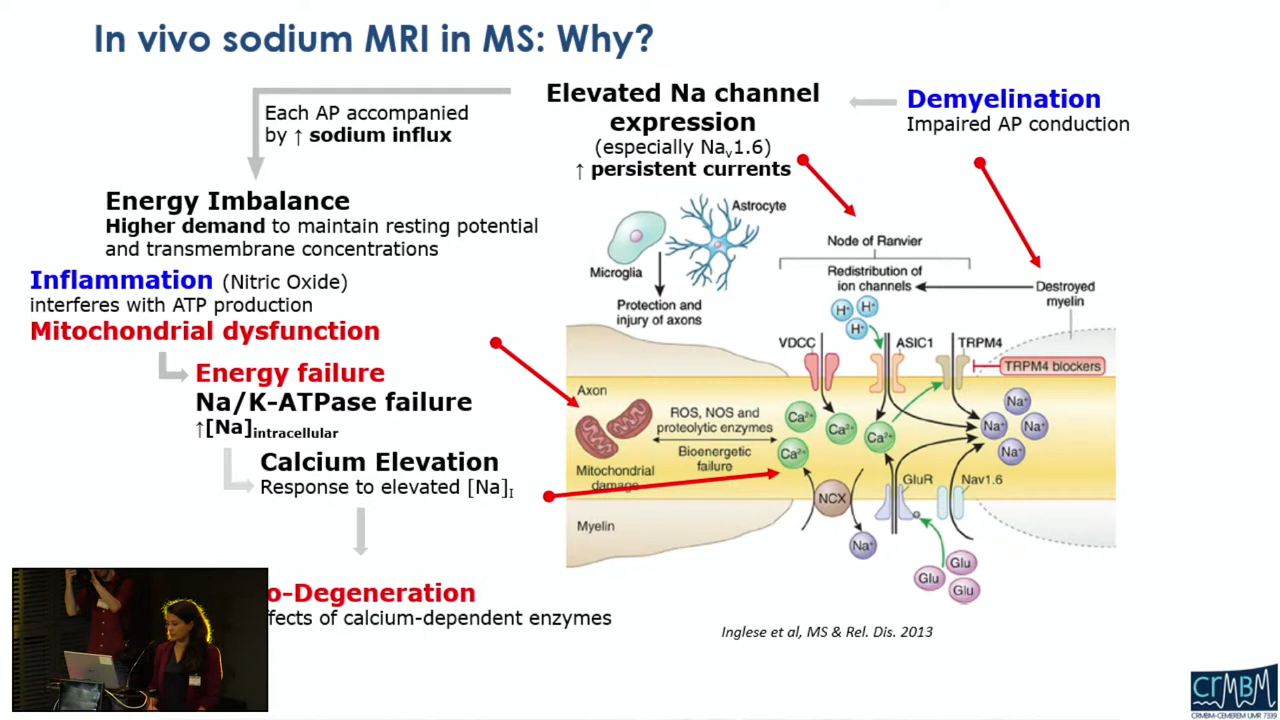 In vivo sodium MRI in MS: Why?
Each AP accompanied
by ↑ sodium influx
Elevated Na channel
expression
(especially Nav1.6)
↑ persistent currents
Demyelination
Impaired AP conduction
Energy Imbalance
Higher demand to maintain resting potential
and transmembrane concentrations
Inflammation (Nitric Oxide)
interferes with ATP production
Mitochondrial dysfunction
Energy failure
Na/K-ATPase failure
↑[Na]intracellular
Calcium Elevation
Response to elevated [Na]I
o-Degeneration
ffects of calcium-dependent enzymes
Astrocyte
Microglia
Protection and
injury of axons
Node of Ranvier
Redistribution of
ion channels
Destroyed
myelin
H+
H+
H+
VDCC
ASIC1
TRPM4
TRPM4 blockers
Axon
ROS, NOS and
proteolytic enzymes
Bioenergetic
failure
Mitochondrial
damage
Ca2+
Ca2+
Ca2+
Ca2+
Na+
Na+
Na+
Na+
NCX
GluR
Nav1.6
Myelin
Na+
Glu
Glu
Glu
Inglese et al, MS & Rel. Dis. 2013
CRMBM
CRMBM-CEMEREM UMR 7339